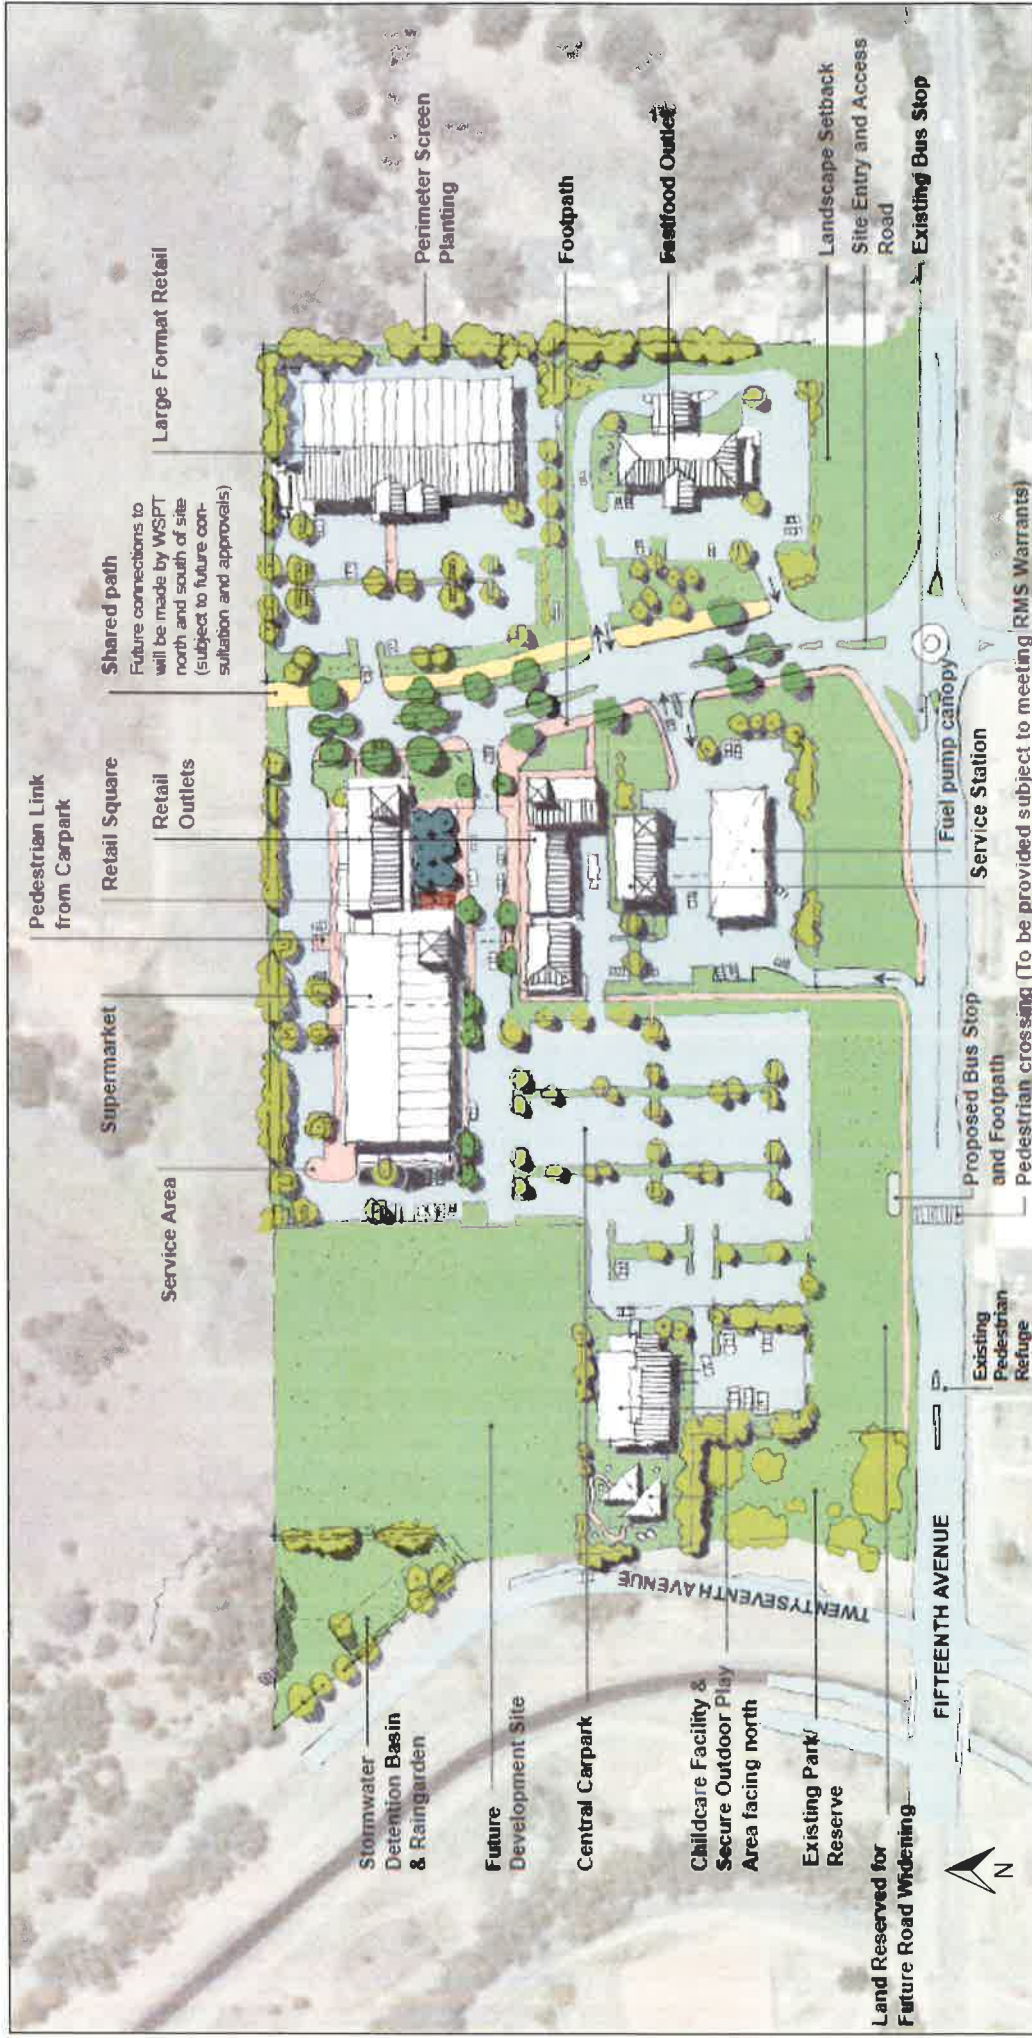 Pedestrian Link
from Carpark
Supermarket
Service Area
Retail Square
Retail
Outlets
Shared path
Future connections to
will be made by WSPT
north and south of site
(subject to future con-
sultation and approvals)
Large Format Retail
Perimeter Screen
Planting
Footpath
Fastfood Outlet
Landscape Setback
Site Entry and Access
Road
Existing Bus Stop
Stormwater
Detention Basin
& Raingarden
Future
Development Site
Central Carpark
Childcare Facility &
Secure Outdoor Play
Area facing north
Existing Park/
Reserve
Land Reserved for
Future Road Widening
TWENTYSEVENTH AVENUE
FIFTEENTH AVENUE
Existing
Pedestrian
Refuge
Proposed Bus Stop
and Footpath
Pedestrian crossing (To be provided subject to meeting RMS Warrants)
Fuel pump canopy
Service Station
N